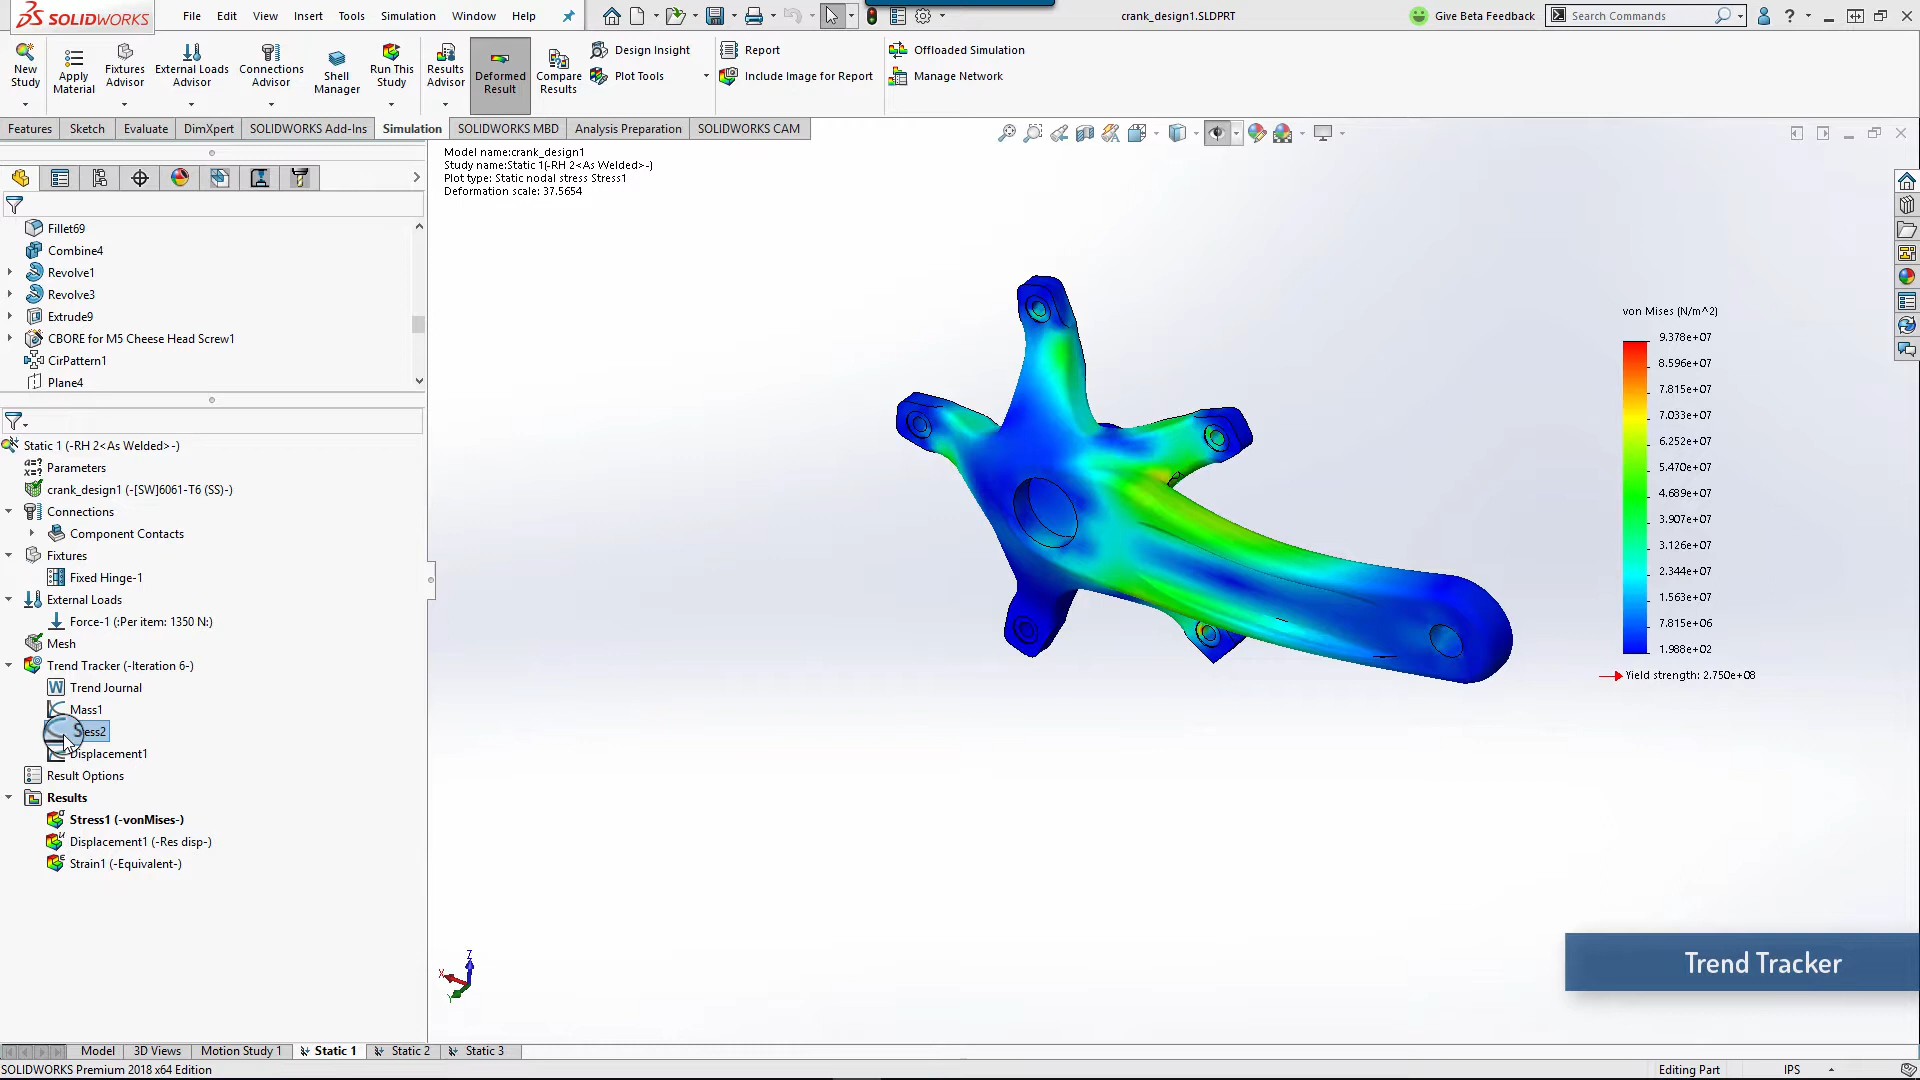 SOLIDWORKS
File Edit View Insert Tools Simulation Window Help
crank_design1.SLDPRT
Give Beta Feedback
Search Commands
New Study
Apply Material
Fixtures Advisor
External Loads Advisor
Connections Advisor
Shell Manager
Run This Study
Results Advisor
Deformed Result
Compare Results
Design Insight
Plot Tools
Report
Include Image for Report
Offloaded Simulation
Manage Network
Features Sketch Evaluate DimXpert SOLIDWORKS Add-Ins Simulation SOLIDWORKS MBD Analysis Preparation SOLIDWORKS CAM
Model name:crank_design1
Study name:Static 1(-RH 2<As Welded>-)
Plot type: Static nodal stress Stress1
Deformation scale: 37.5654
Fillet69
Combine4
Revolve1
Revolve3
Extrude9
CBORE for M5 Cheese Head Screw1
CirPattern1
Plane4
Static 1 (-RH 2<As Welded>-)
Parameters
crank_design1 (-[SW]6061-T6 (SS)-)
Connections
Component Contacts
Fixtures
Fixed Hinge-1
External Loads
Force-1 (:Per item: 1350 N:)
Mesh
Trend Tracker (-Iteration 6-)
Trend Journal
Mass1
Displacement1
Result Options
Results
Stress1 (-vonMises-)
Displacement1 (-Res disp-)
Strain1 (-Equivalent-)
von Mises (N/m^2)
9.378e+07
8.596e+07
7.815e+07
7.033e+07
6.252e+07
5.470e+07
4.689e+07
3.907e+07
3.126e+07
2.344e+07
1.563e+07
7.815e+06
1.988e+02
Yield strength: 2.750e+08
Z
X
Y
Trend Tracker
Model 3D Views Motion Study 1 Static 1 Static 2 Static 3
SOLIDWORKS Premium 2018 x64 Edition
Editing Part
IPS